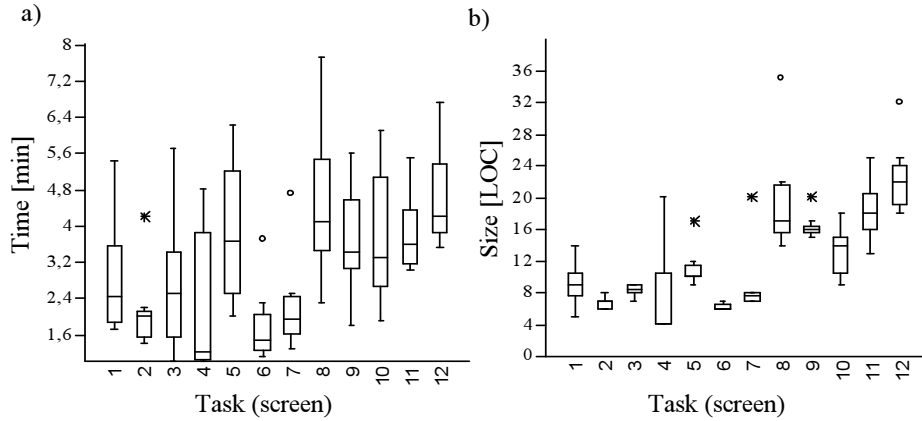 a)
Time [min]
8
7,2
6,4
5,6
4,8
4
3,2
2,4
1,6
1 2 3 4 5 6 7 8 9 10 11 12
Task (screen)
b)
Size [LOC]
36
32
28
24
20
16
12
8
4
0
1 2 3 4 5 6 7 8 9 10 11 12
Task (screen)